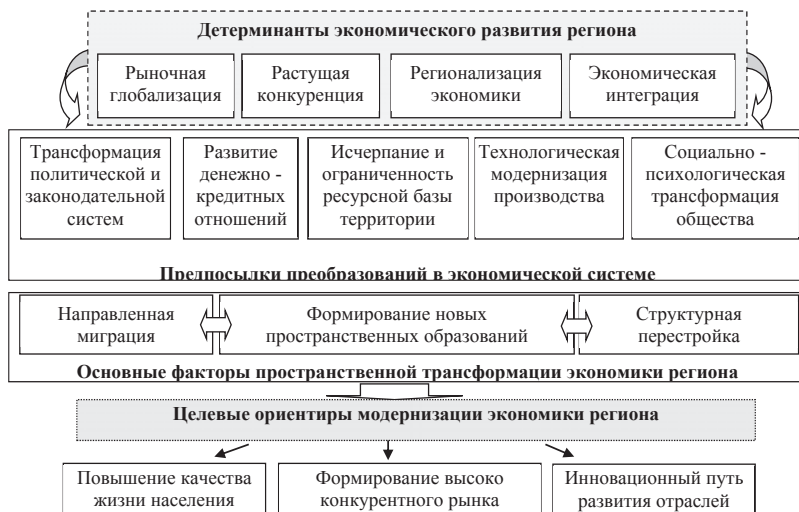 Детерминанты экономического развития региона
Рыночная
глобализация
Растущая
конкуренция
Регионализация
экономики
Экономическая
интеграция
Трансформация
политической и
законодательной
систем
Развитие
денежно -
кредитных
отношений
Исчерпание и
ограниченность
ресурсной базы
территории
Технологическая
модернизация
производства
Социально -
психологическая
трансформация
общества
Предпосылки преобразований в экономической системе
Направленная
миграция
Формирование новых
пространственных образований
Структурная
перестройка
Основные факторы пространственной трансформации экономики региона
Целевые ориентиры модернизации экономики региона
Повышение качества
жизни населения
Формирование высоко
конкурентного рынка
Инновационный путь
развития отраслей